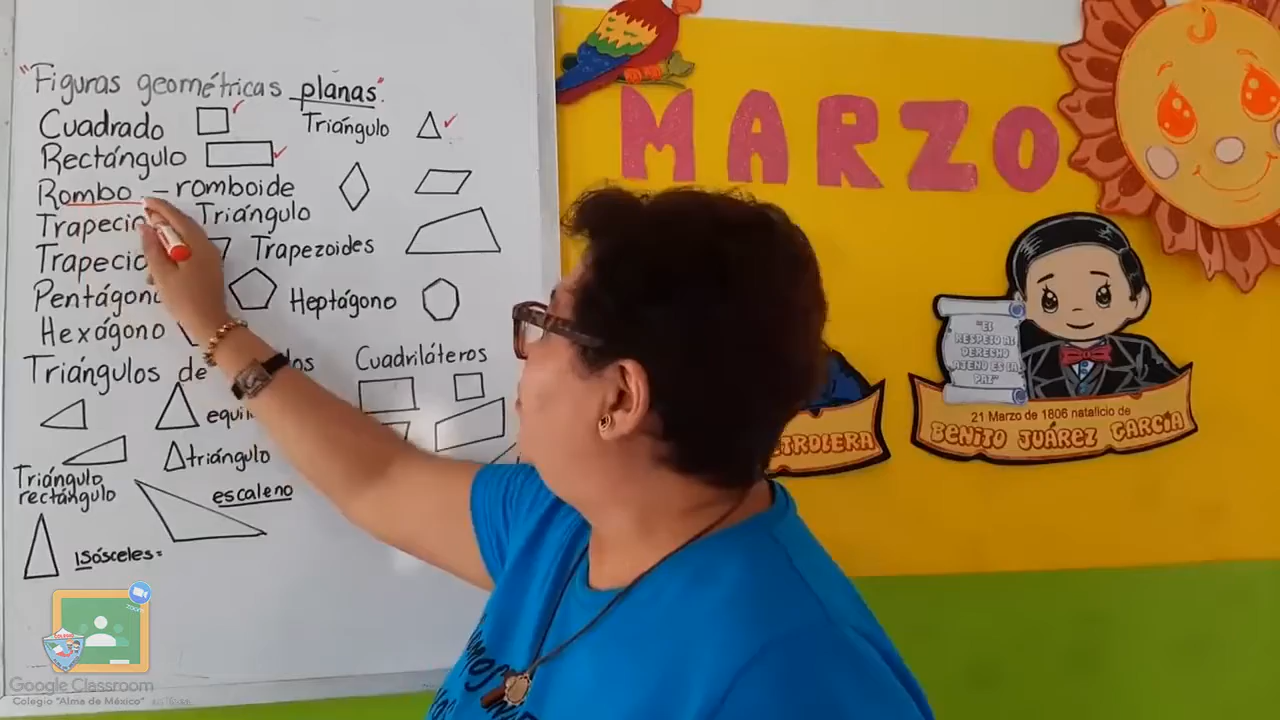 "Figuras geométricas planas".
Cuadrado
Triángulo
Rectángulo
Rombo - romboide
Trapecio Triángulo
Trapezoides
Heptágono
Hexágono
Triángulos de
Cuadriláteros
triángulo
Triángulo
rectángulo
escaleno
Isósceles=
MARZO
"EL
RESPETO AL
DERECHO
AJENO ES LA
PAZ"
21 Marzo de 1806 natalicio de
BENITO JUÁREZ GARCÍA
Google Classroom
Colegio "Alma de México"
zoom